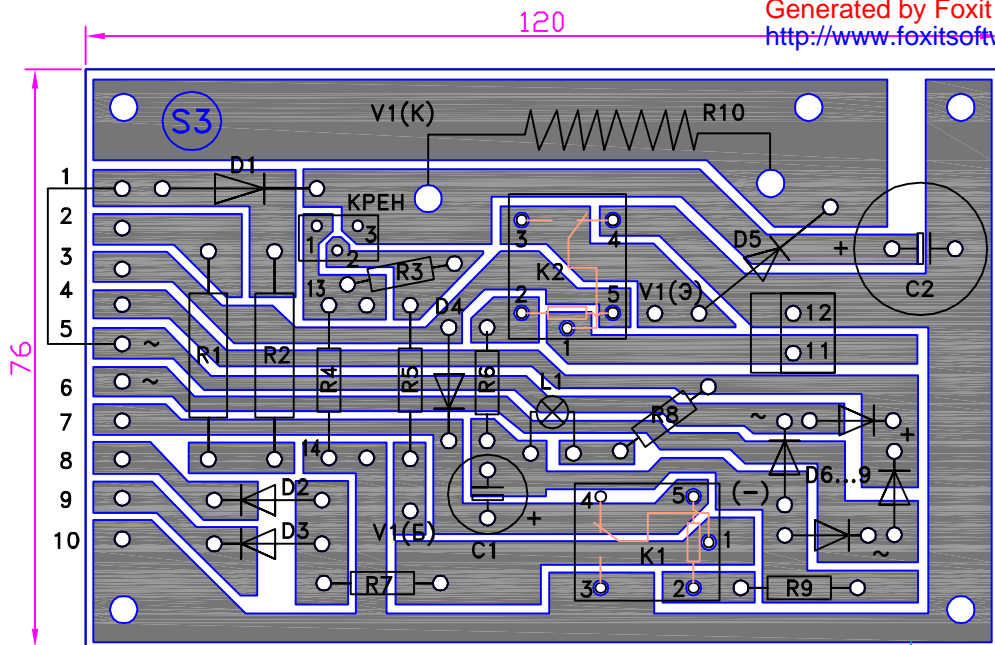 Generated by Foxit
120
http://www.foxitsoftw
S3
V1(К)
R10
1
D1
2
КРЕН
1
3
2
3
3
4
D5
+
C2
R3
K2
13
4
D4
2
5
V1(Э)
12
5
~
1
11
76
R1
R2
R4
R5
R6
L1
6
~
R8
7
~
+
8
14
D6...9
9
D2
4
5
(-)
10
D3
V1(Б)
C1
+
K1
1
~
R7
3
2
R9